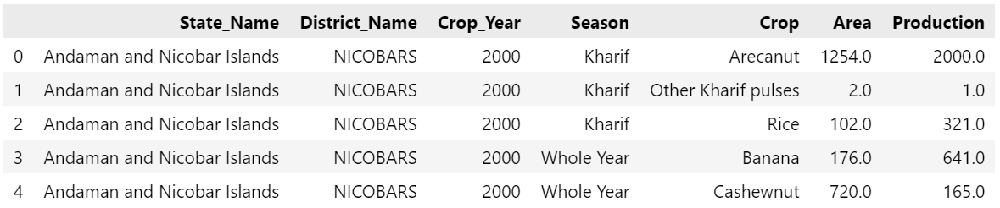 State_Name District_Name Crop_Year Season Crop Area Production
0 Andaman and Nicobar Islands NICOBARS 2000 Kharif Arecanut 1254.0 2000.0
1 Andaman and Nicobar Islands NICOBARS 2000 Kharif Other Kharif pulses 2.0 1.0
2 Andaman and Nicobar Islands NICOBARS 2000 Kharif Rice 102.0 321.0
3 Andaman and Nicobar Islands NICOBARS 2000 Whole Year Banana 176.0 641.0
4 Andaman and Nicobar Islands NICOBARS 2000 Whole Year Cashewnut 720.0 165.0